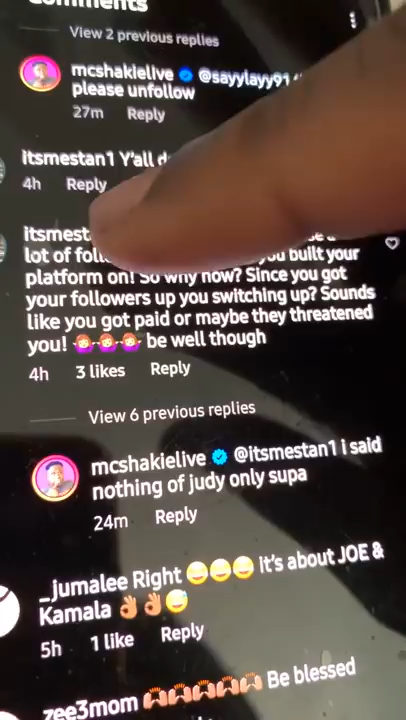 Comments
View 2 previous replies
mcshakielive @sayylayy91
please unfollow
27m Reply
itsmestan1 Y'all
4h Reply
lot of you built your
platform on! So why now? Since you got
your followers up you switching up? Sounds
like you got paid or maybe they threatened
you! 🤷🏻‍♀️🤷🏻‍♀️🤷🏻‍♀️ be well though
4h 3 likes Reply
View 6 previous replies
mcshakielive @itsmestan1 i said
nothing of judy only supa
24m Reply
_jumalee Right 😂😂😂 it's about JOE &
Kamala 👌🏾👌🏾😅
5h 1 like Reply
zee3mom 🙌🏾🙌🏾🙌🏾🙌🏾🙌🏾 Be blessed